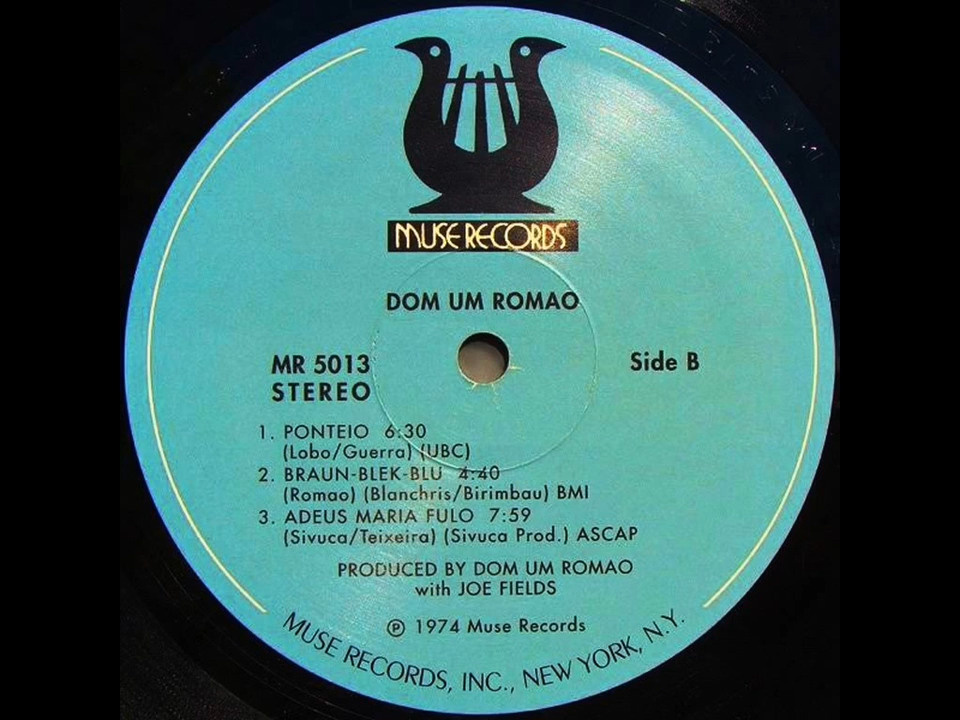 MUSE RECORDS
DOM UM ROMAO
MR 5013
STEREO
Side B
1. PONTEIO 6:30
(Lobo/Guerra) (UBC)
2. BRAUN-BLEK-BLU 4:40
(Romao) (Blanchris/Birimbau) BMI
3. ADEUS MARIA FULO 7:59
(Sivuca/Teixeira) (Sivuca Prod.) ASCAP
PRODUCED BY DOM UM ROMAO
with JOE FIELDS
℗ 1974 Muse Records
MUSE RECORDS, INC., NEW YORK, N.Y.